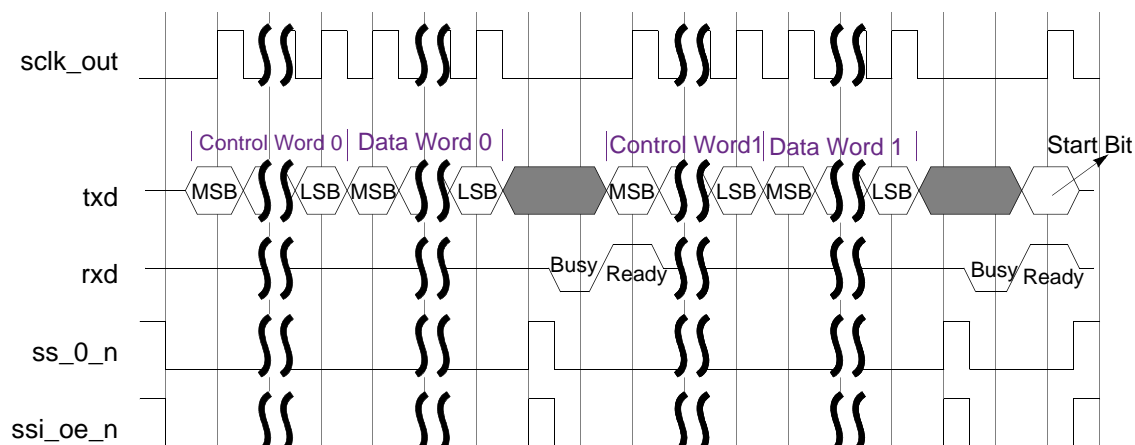 sclk_out
Control Word 0 Data Word 0 Control Word1 Data Word 1
Start Bit
txd MSB LSB MSB LSB MSB LSB MSB LSB
rxd Busy Ready Busy Ready
ss_0_n
ssi_oe_n